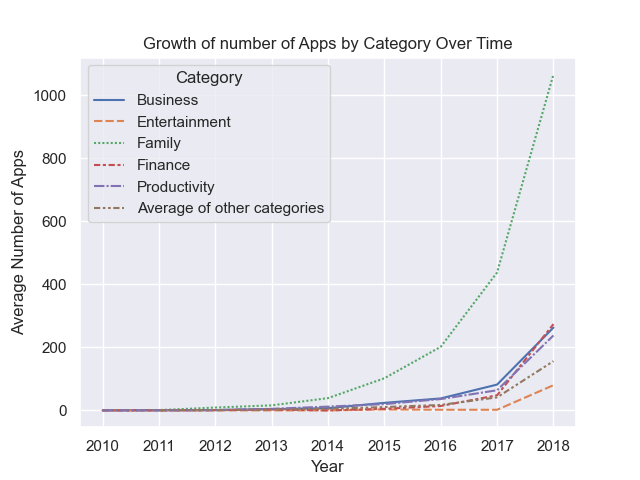 Growth of number of Apps by Category Over Time
Category
Business
Entertainment
Family
Finance
Productivity
Average of other categories
Average Number of Apps
1000
800
600
400
200
0
2010 2011 2012 2013 2014 2015 2016 2017 2018
Year